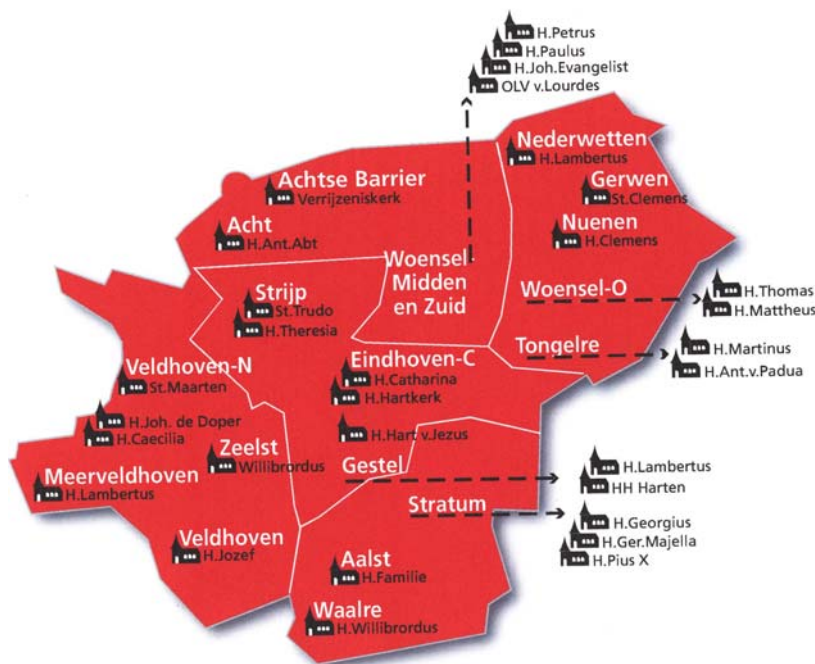 H.Petrus
H.Paulus
H.Joh.Evangelist
OLV v.Lourdes
Nederwetten
H.Lambertus
Achtse Barrier
Verrijzeniskerk
Gerwen
St.Clemens
Acht
H.Ant.Abt
Nuenen
H.Clemens
Woensel
Midden
en Zuid
Woensel-O
H.Thomas
H.Mattheus
Strijp
St.Trudo
H.Theresia
Tongelre
H.Martinus
H.Ant.v.Padua
Veldhoven-N
St.Maarten
Eindhoven-C
H.Catharina
H.Hartkerk
H.Joh. de Doper
H.Caecilia
H.Hart v.Jezus
Zeelst
Willibrordus
Meerveldhoven
H.Lambertus
Gestel
H.Lambertus
HH Harten
Stratum
H.Georgius
H.Ger.Majella
H.Pius X
Veldhoven
H.Jozef
Aalst
H.Familie
Waalre
H.Willibrordus